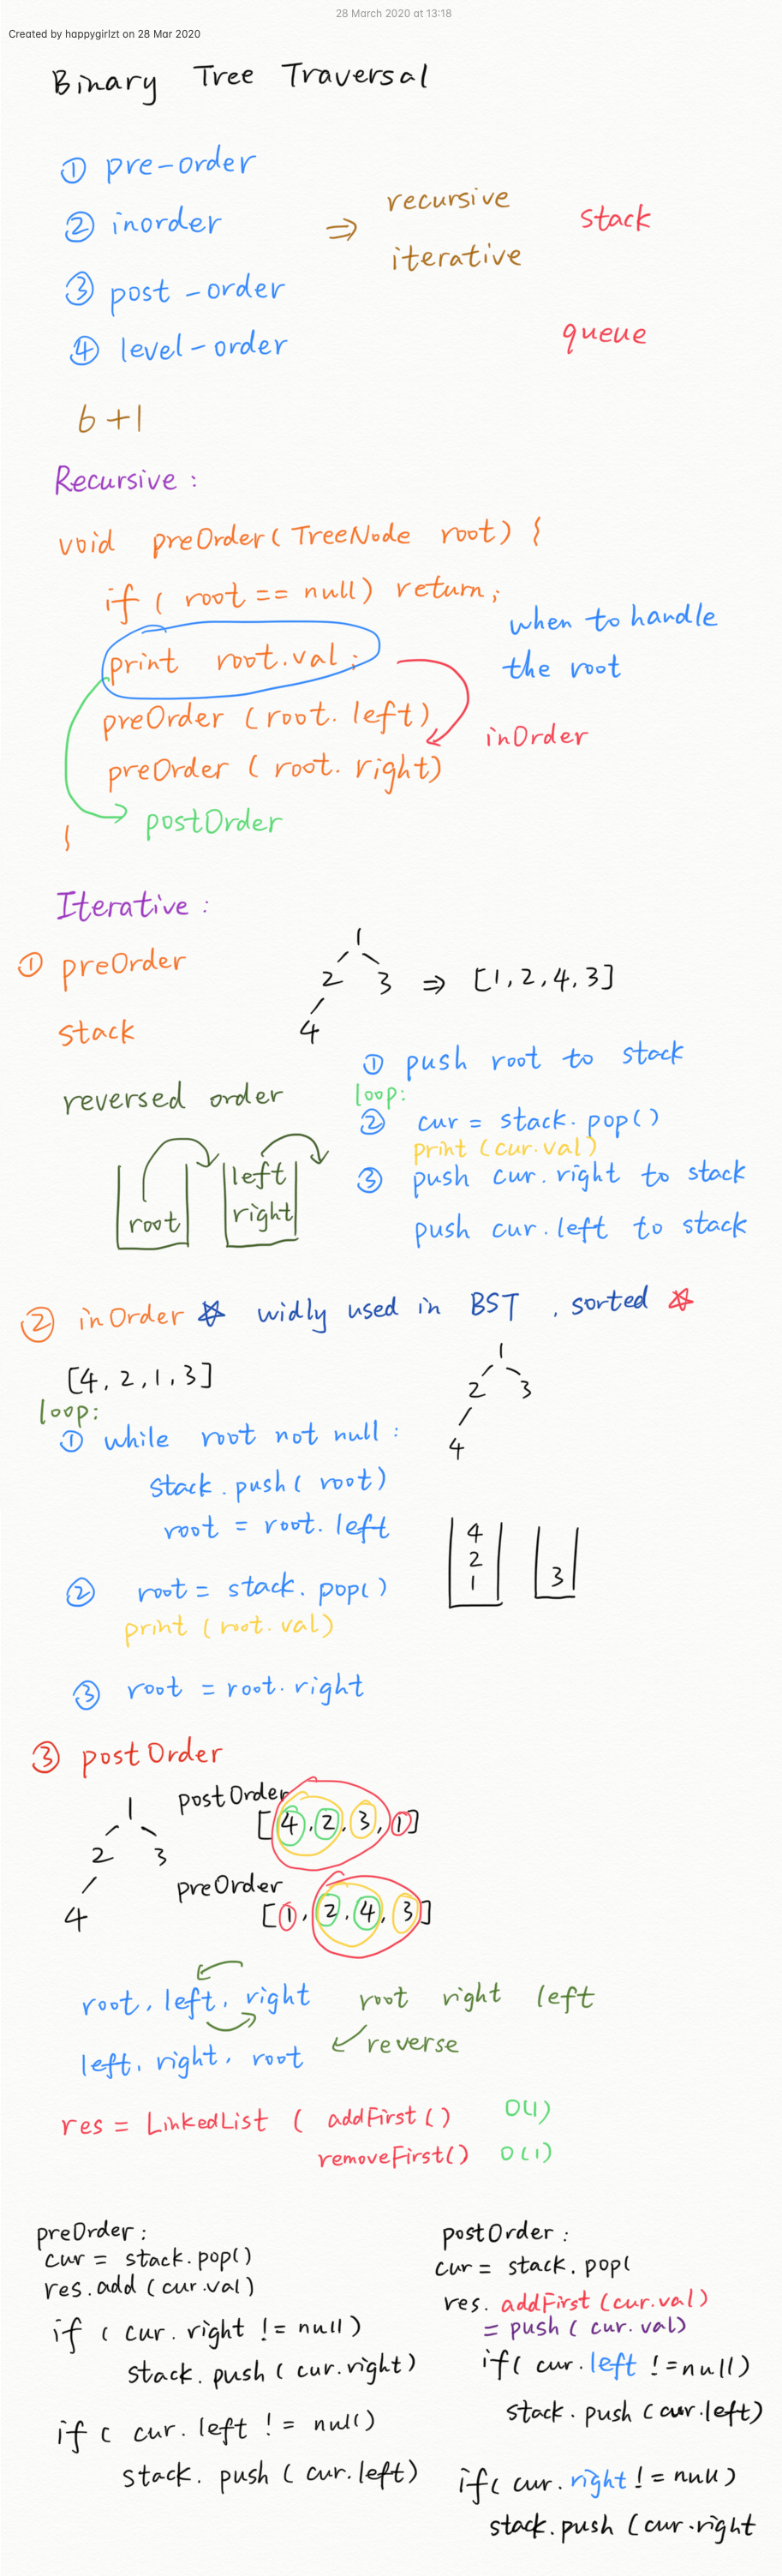 28 March 2020 at 13:18
Created by happygirlzt on 28 Mar 2020
Binary Tree Traversal
① pre-order
② inorder ⇒ recursive stack
iterative
③ post-order
④ level-order queue
6+1
Recursive:
void preOrder(TreeNode root) {
if (root == null) return;
print root.val;
when to handle
the root
preOrder (root.left)
inOrder
preOrder (root.right)
postOrder
}
Iterative:
① preOrder
stack
reversed order
root
left
right
1
2 3 ⇒ [1,2,4,3]
4
① push root to stack
loop:
② cur = stack.pop()
print (cur.val)
③ push cur.right to stack
push cur.left to stack
② inOrder ☆ widly used in BST, sorted ☆
[4,2,1,3]
1
2 3
4
loop:
① while root not null:
stack.push(root)
root = root.left
② root = stack.pop()
print (root.val)
③ root = root.right
4
2
1
3
③ postOrder
1
2 3
4
postOrder
[4,2,3,1]
preOrder
[1,2,4,3]
root, left, right root right left
left, right, root reverse
res = LinkedList ( addFirst() O(1)
removeFirst() O(1)
preOrder:
cur = stack.pop()
res.add (cur.val)
if (cur.right != null)
stack.push (cur.right)
if (cur.left != null)
stack.push (cur.left)
postOrder:
cur = stack.pop(
res.addFirst (cur.val)
= push (cur.val)
if (cur.left != null)
stack.push (cur.left)
if (cur.right != null)
stack.push (cur.right